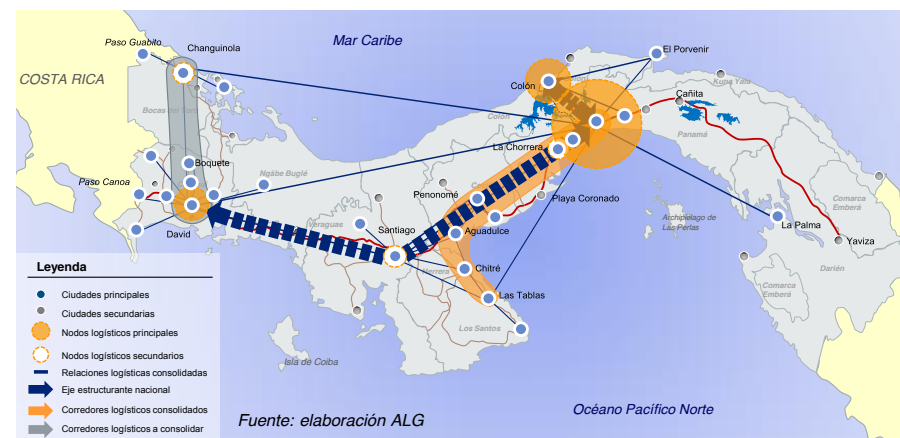 Mar Caribe
Paso Guabito
Changuinola
El Porvenir
COSTA RICA
Kuna Yala
Colón
Cañita
Bocas del Toro
Colón
Panamá
La Chorrera
Boquete
Ngäbe Buglé
Paso Canoa
Penonomé
Playa Coronado
Comarca
Emberá
Archipiélago de
Las Perlas
La Palma
Veraguas
Santiago
Aguadulce
David
Yaviza
Herrera
Chitré
Darién
Las Tablas
Comarca
Emberá
Los Santos
Isla de Coiba
Océano Pacífico Norte
Leyenda
Ciudades principales
Ciudades secundarias
Nodos logísticos principales
Nodos logísticos secundarios
Relaciones logísticas consolidadas
Eje estructurante nacional
Corredores logísticos consolidados
Corredores logísticos a consolidar
Fuente: elaboración ALG